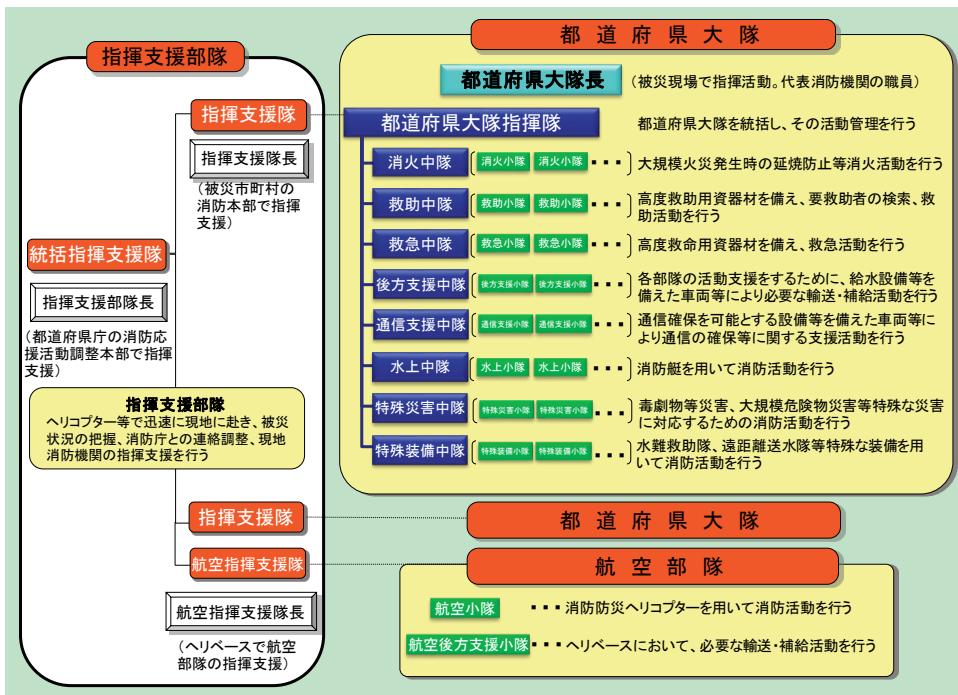 指揮支援部隊
指揮支援隊
指揮支援隊長
(被災市町村の
消防本部で指揮
支援)
統括指揮支援隊
指揮支援部隊長
(都道府県庁の消防応
援活動調整本部で指揮
支援)
指揮支援部隊
ヘリコプター等で迅速に現地に赴き、被災
状況の把握、消防庁との連絡調整、現地
消防機関の指揮支援を行う
指揮支援隊
航空指揮支援隊
航空指揮支援隊長
(ヘリベースで航空
部隊の指揮支援)
都道府県大隊
都道府県大隊長 (被災現場で指揮活動。代表消防機関の職員)
都道府県大隊指揮隊 都道府県大隊を統括し、その活動管理を行う
消火中隊 消火小隊 消火小隊 ・・・ 大規模火災発生時の延焼防止等消火活動を行う
救助中隊 救助小隊 救助小隊 ・・・ 高度救助用資器材を備え、要救助者の検索、救
助活動を行う
救急中隊 救急小隊 救急小隊 ・・・ 高度救命用資器材を備え、救急活動を行う
後方支援中隊 後方支援小隊 後方支援小隊 ・・・ 各部隊の活動支援をするために、給水設備等を
備えた車両等により必要な輸送・補給活動を行う
通信支援中隊 通信支援小隊 通信支援小隊 ・・・ 通信確保を可能とする設備等を備えた車両等に
より通信の確保等に関する支援活動を行う
水上中隊 水上小隊 水上小隊 ・・・ 消防艇を用いて消防活動を行う
特殊災害中隊 特殊災害小隊 特殊災害小隊 ・・・ 毒劇物等災害、大規模危険物災害等特殊な災害
に対応するための消防活動を行う
特殊装備中隊 特殊装備小隊 特殊装備小隊 ・・・ 水難救助隊、遠距離送水隊等特殊な装備を用
いて消防活動を行う
都道府県大隊
航空部隊
航空小隊 ・・・消防防災ヘリコプターを用いて消防活動を行う
航空後方支援小隊・・・ヘリベースにおいて、必要な輸送・補給活動を行う